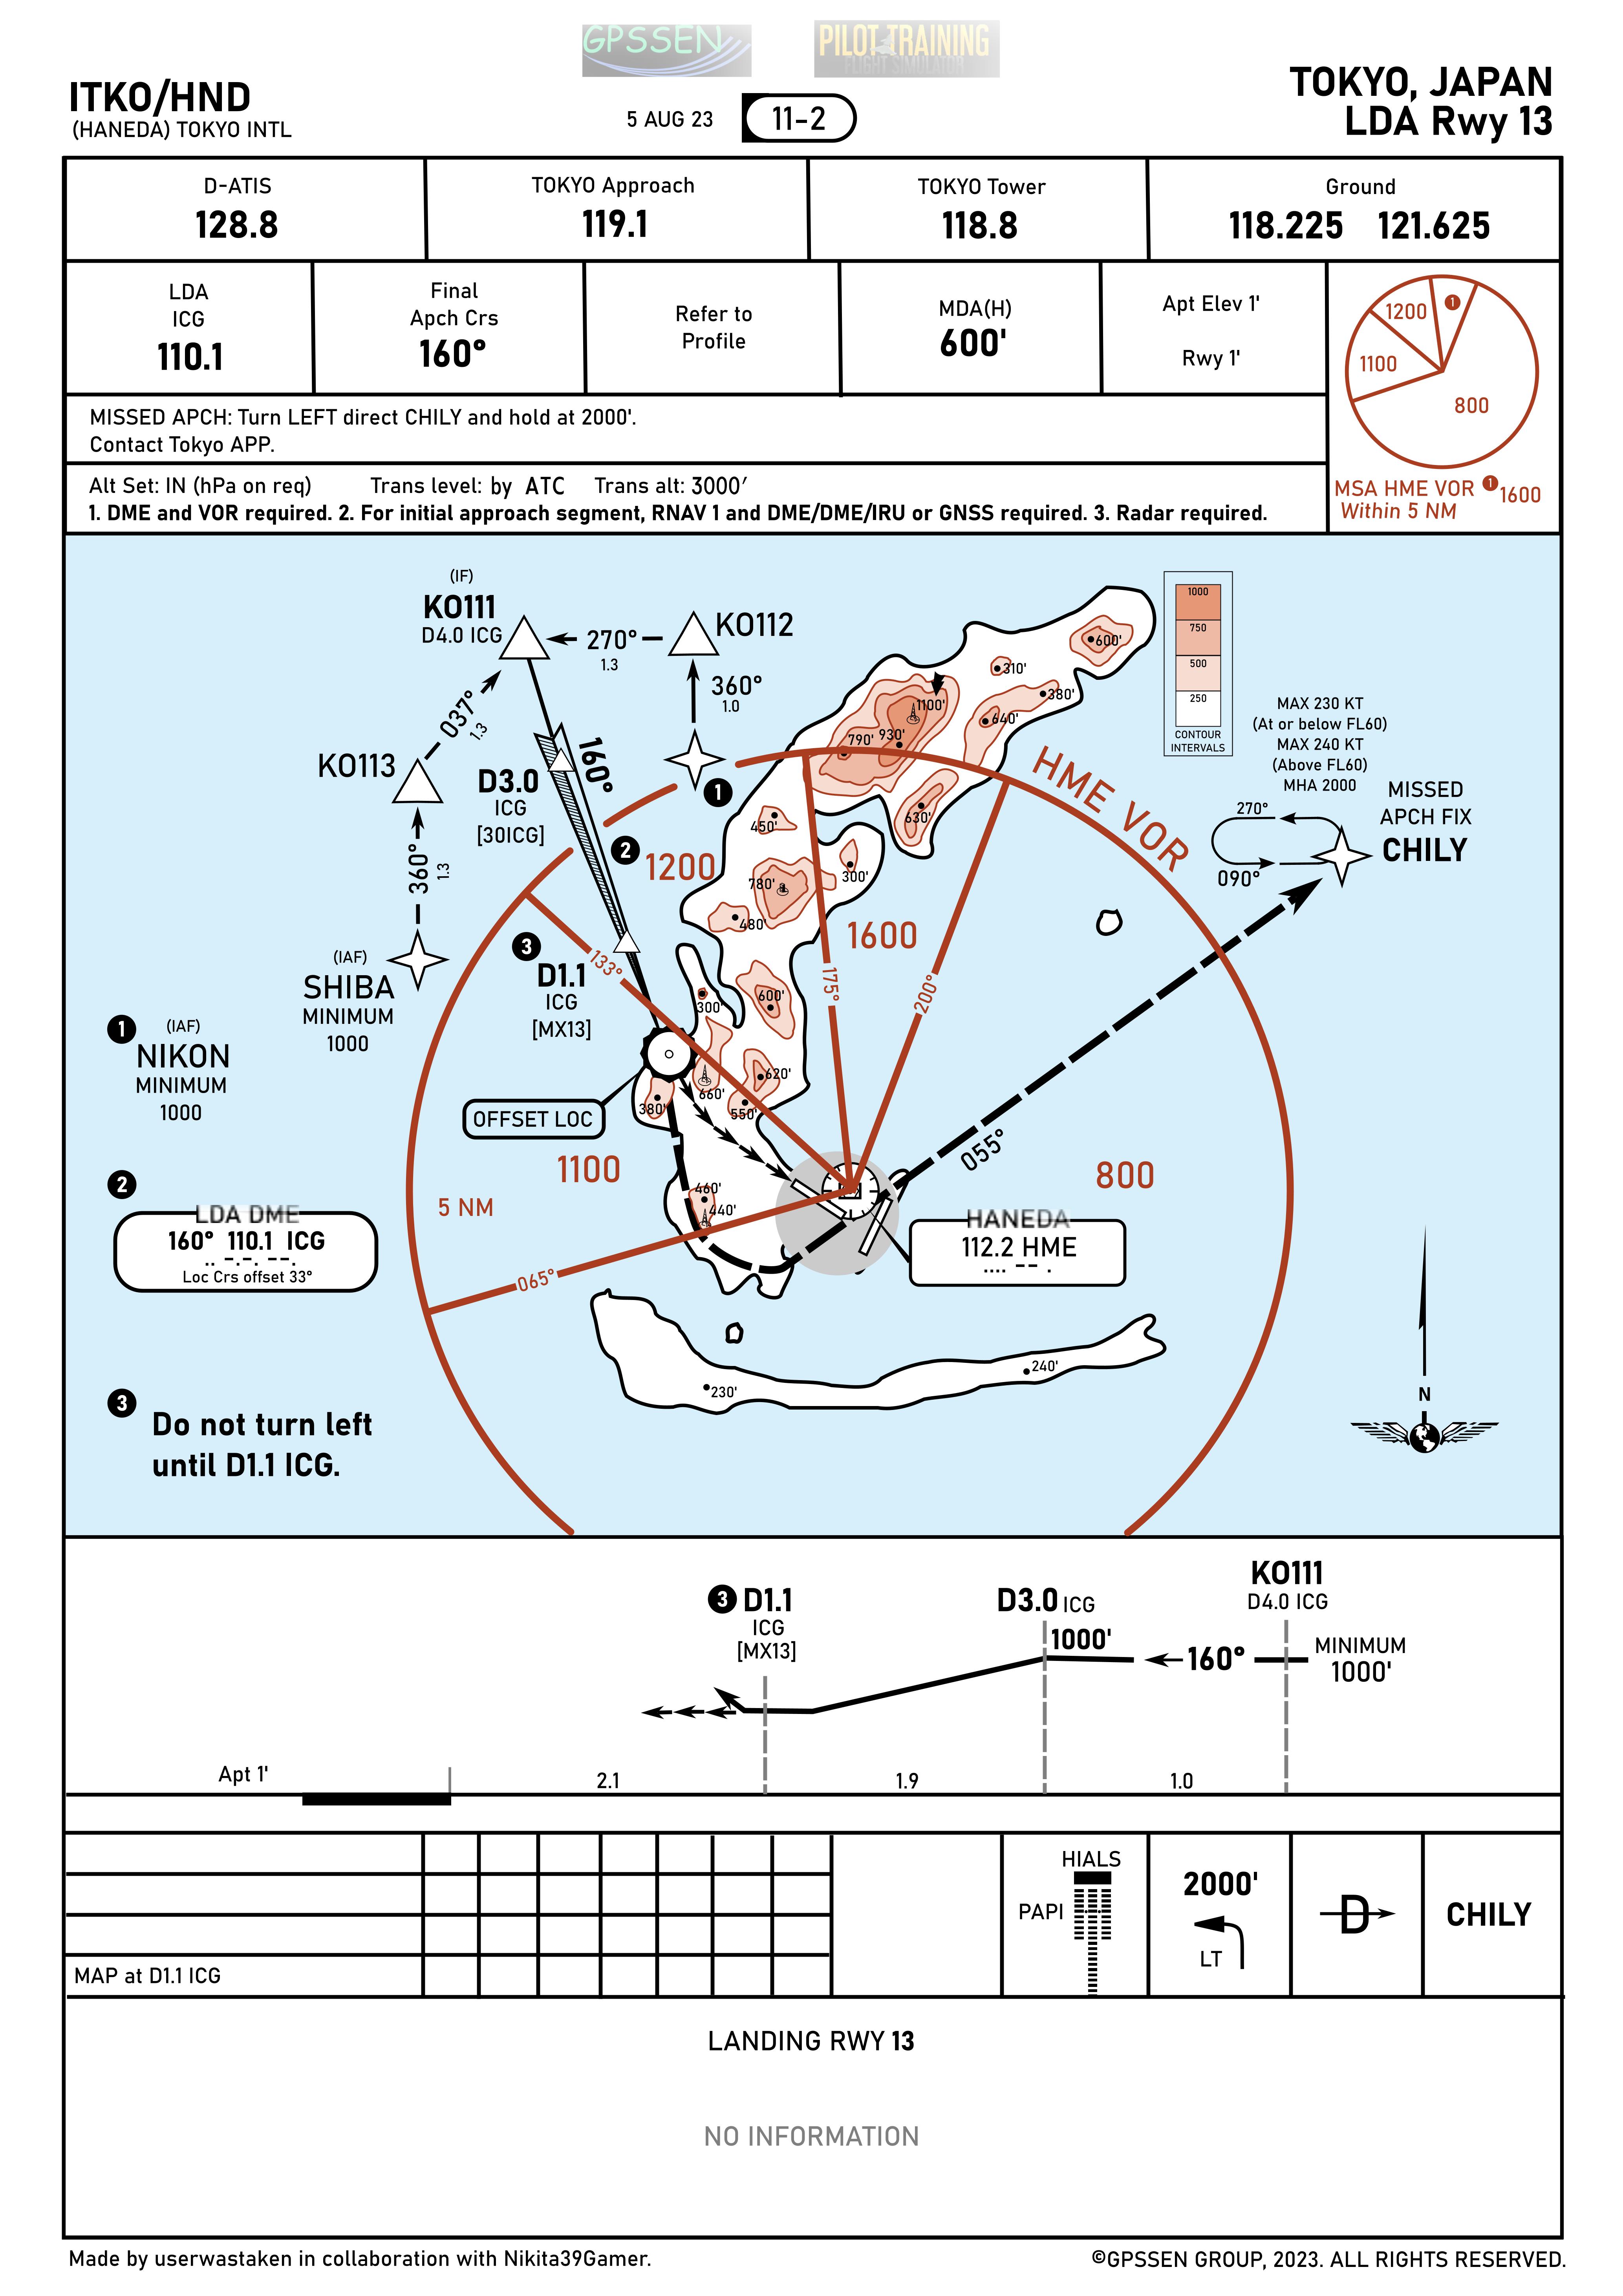 GPSSEN
PILOT TRAINING
FLIGHT SIMULATOR
ITKO/HND
(HANEDA) TOKYO INTL
5 AUG 23
11-2
TOKYO, JAPAN
LDA Rwy 13
D-ATIS
128.8
TOKYO Approach
119.1
TOKYO Tower
118.8
Ground
118.225 121.625
LDA
ICG
110.1
Final
Apch Crs
160°
Refer to
Profile
MDA(H)
600'
Apt Elev 1'
Rwy 1'
1200
1
1100
800
MSA HME VOR 1 1600
Within 5 NM
MISSED APCH: Turn LEFT direct CHILY and hold at 2000'.
Contact Tokyo APP.
Alt Set: IN (hPa on req) Trans level: by ATC Trans alt: 3000'
1. DME and VOR required. 2. For initial approach segment, RNAV 1 and DME/DME/IRU or GNSS required. 3. Radar required.
(IF)
KO111
D4.0 ICG
270°
1.3
KO112
360°
1.0
037°
1.3
KO113
360°
1.3
(IAF)
SHIBA
MINIMUM
1000
160°
D3.0
ICG
[30ICG]
1
2
1200
3
D1.1
ICG
[MX13]
133°
175°
200°
1600
HME VOR
600'
310'
380'
640'
1100'
930'
790'
630'
450'
300'
780'
480'
300'
600'
620'
660'
550'
380'
460'
440'
1000
750
500
250
CONTOUR
INTERVALS
MAX 230 KT
(At or below FL60)
MAX 240 KT
(Above FL60)
MHA 2000
270°
090°
MISSED
APCH FIX
CHILY
1
(IAF)
NIKON
MINIMUM
1000
OFFSET LOC
1100
5 NM
055°
800
065°
2
LDA DME
160° 110.1 ICG
Loc Crs offset 33°
HANEDA
112.2 HME
230'
240'
3
Do not turn left
until D1.1 ICG.
N
3 D1.1
ICG
[MX13]
D3.0 ICG
1000'
KO111
D4.0 ICG
160°
MINIMUM
1000'
Apt 1'
2.1
1.9
1.0
MAP at D1.1 ICG
HIALS
PAPI
2000'
LT
D
CHILY
LANDING RWY 13
NO INFORMATION
Made by userwastaken in collaboration with Nikita39Gamer.
©GPSSEN GROUP, 2023. ALL RIGHTS RESERVED.